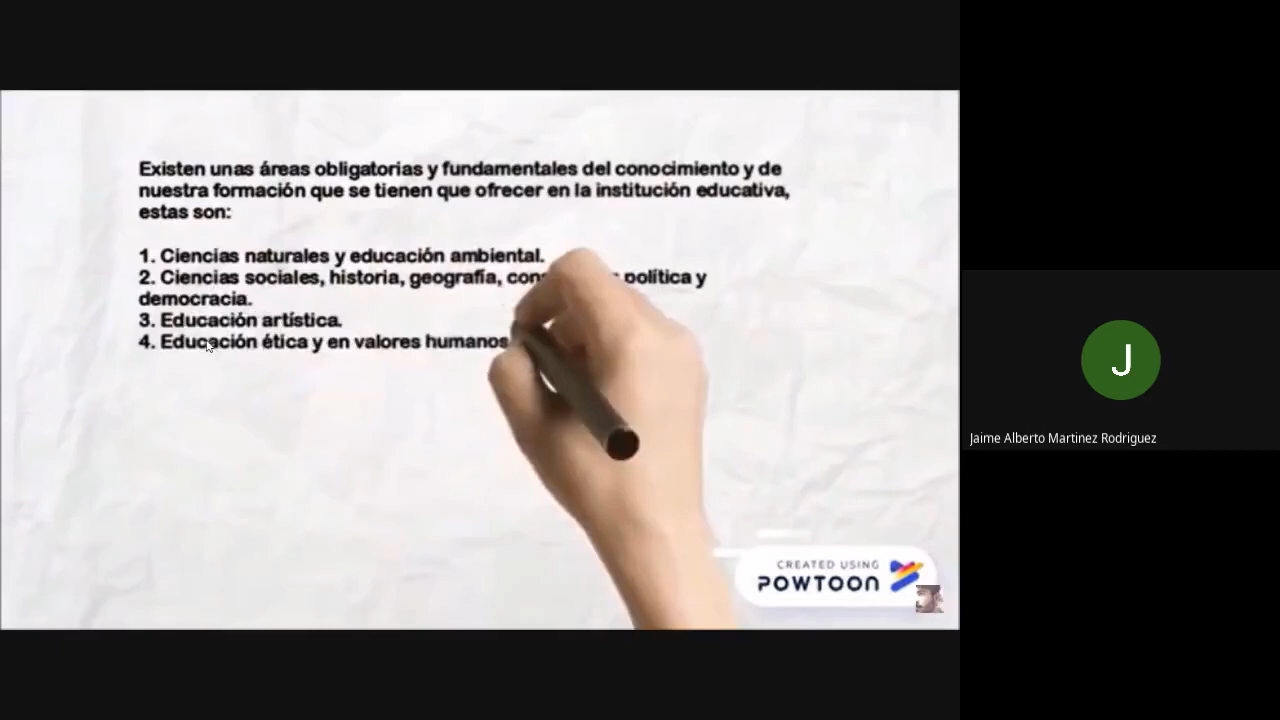 Existen unas áreas obligatorias y fundamentales del conocimiento y de
nuestra formación que se tienen que ofrecer en la institución educativa,
estas son:
1. Ciencias naturales y educación ambiental.
2. Ciencias sociales, historia, geografía, política y
democracia.
3. Educación artística.
4. Educación ética y en valores humanos
CREATED USING
POWTOON
J
Jaime Alberto Martinez Rodriguez